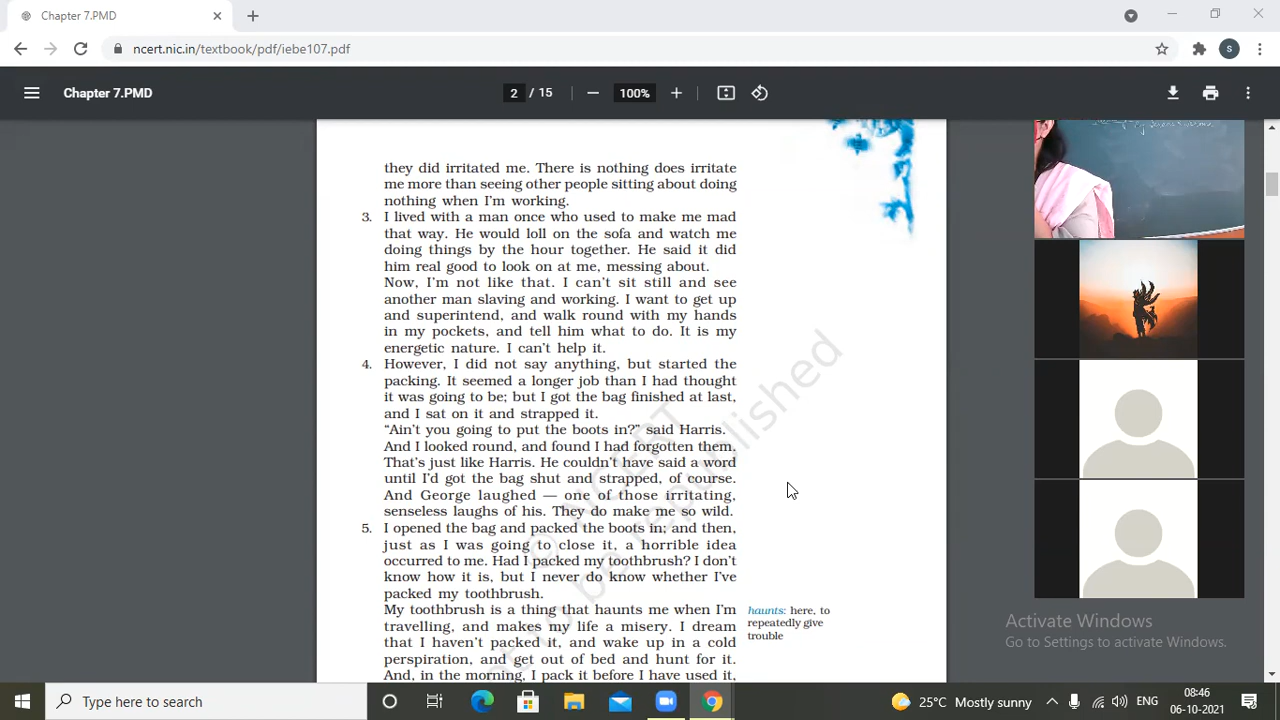 Chapter 7.PMD
ncert.nic.in/textbook/pdf/iebe107.pdf
S
Chapter 7.PMD
2 / 15
100%
they did irritated me. There is nothing does irritate
me more than seeing other people sitting about doing
nothing when I'm working.
3. I lived with a man once who used to make me mad
that way. He would loll on the sofa and watch me
doing things by the hour together. He said it did
him real good to look on at me, messing about.
Now, I'm not like that. I can't sit still and see
another man slaving and working. I want to get up
and superintend, and walk round with my hands
in my pockets, and tell him what to do. It is my
energetic nature. I can't help it.
4. However, I did not say anything, but started the
packing. It seemed a longer job than I had thought
it was going to be; but I got the bag finished at last,
and I sat on it and strapped it.
“Ain't you going to put the boots in?” said Harris.
And I looked round, and found I had forgotten them.
That's just like Harris. He couldn't have said a word
until I'd got the bag shut and strapped, of course.
And George laughed — one of those irritating,
senseless laughs of his. They do make me so wild.
5. I opened the bag and packed the boots in; and then,
just as I was going to close it, a horrible idea
occurred to me. Had I packed my toothbrush? I don't
know how it is, but I never do know whether I've
packed my toothbrush.
My toothbrush is a thing that haunts me when I'm
travelling, and makes my life a misery. I dream
that I haven't packed it, and wake up in a cold
perspiration, and get out of bed and hunt for it.
And, in the morning, I pack it before I have used it,
haunts: here, to
repeatedly give
trouble
© NCERT
to be republished
Activate Windows
Go to Settings to activate Windows.
Type here to search
25°C Mostly sunny
ENG
08:46
06-10-2021